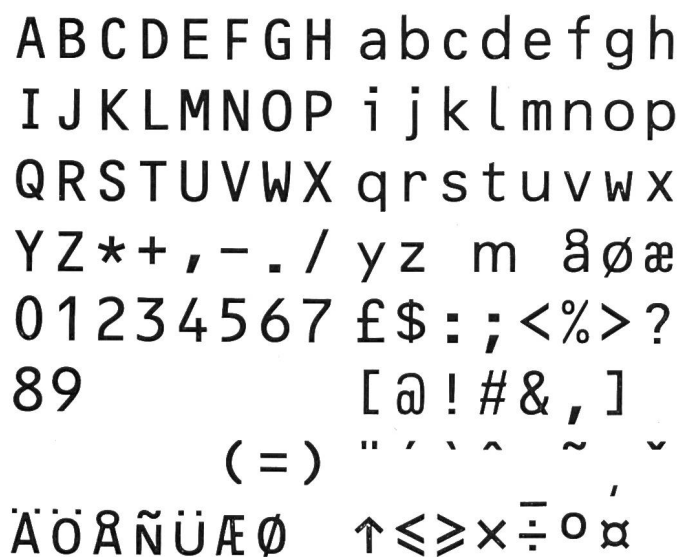 ABCDEFGH abcdefgh
IJKLMNOP ijklmnop
QRSTUVWX qrstuvwx
YZ*+,-./ yz m åøæ
01234567 £$:;<%>?
89 [@!#&,]
(=) ¨ ´ ` ^ ~ ˇ
ÄÖÅÑÜÆØ ↑≤≥×÷‾º¤'